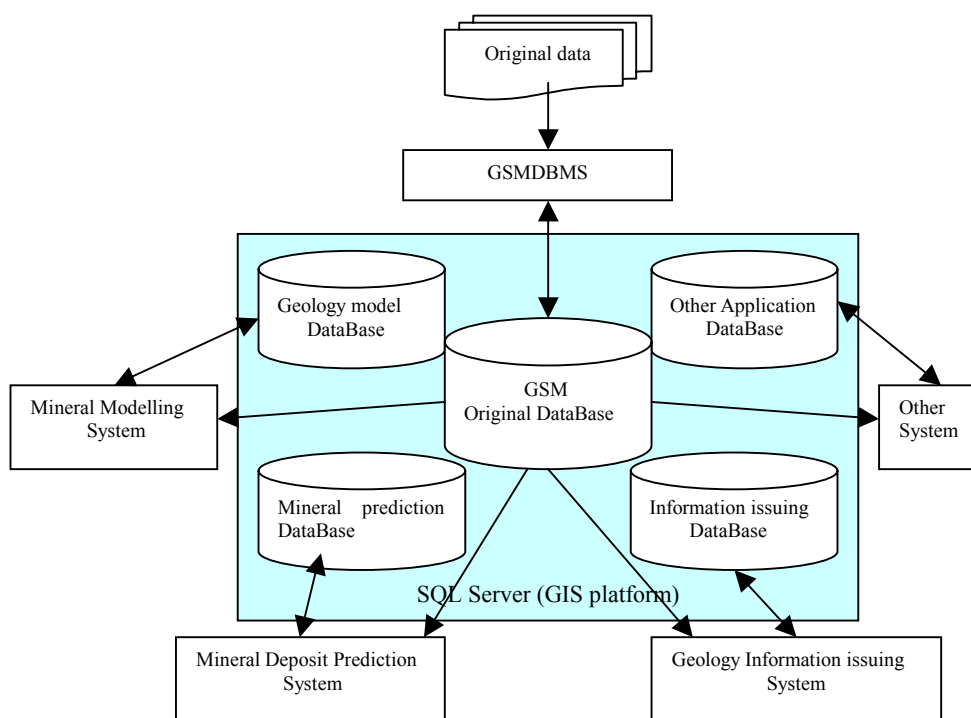 Original data
GSMDBMS
Geology model
DataBase
Other Application
DataBase
GSM
Original DataBase
Mineral Modelling
System
Other
System
Mineral prediction
DataBase
Information issuing
DataBase
SQL Server (GIS platform)
Mineral Deposit Prediction
System
Geology Information issuing
System